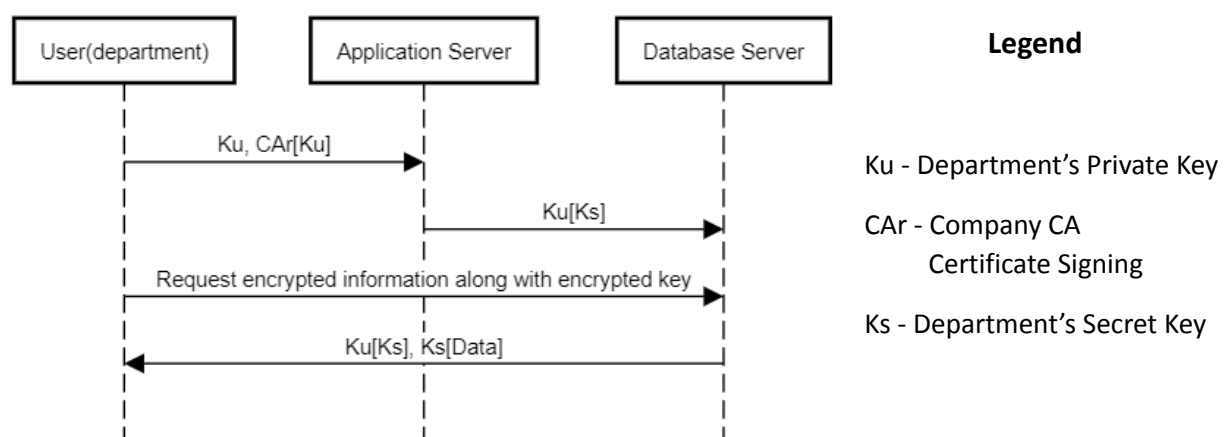 User(department)
Application Server
Database Server
Legend
Ku, CAr[Ku]
Ku - Department's Private Key
Ku[Ks]
CAr - Company CA
Certificate Signing
Request encrypted information along with encrypted key
Ks - Department's Secret Key
Ku[Ks], Ks[Data]